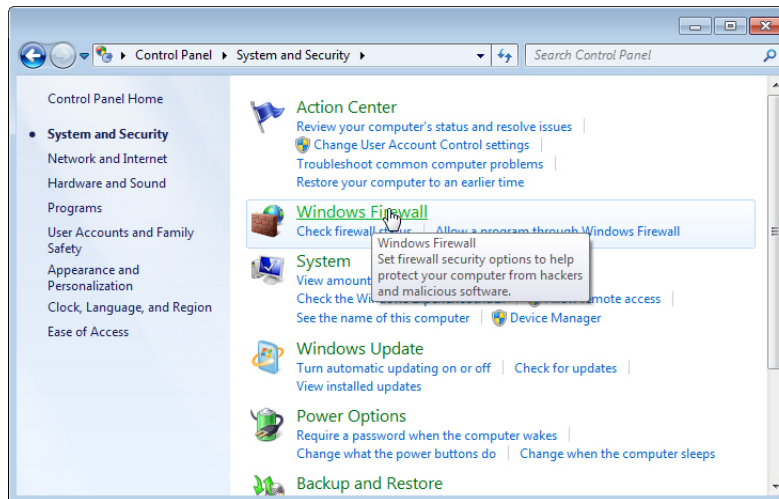 Control Panel System and Security
Search Control Panel
Control Panel Home
System and Security
Network and Internet
Hardware and Sound
Programs
User Accounts and Family
Safety
Appearance and
Personalization
Clock, Language, and Region
Ease of Access
Action Center
Review your computer's status and resolve issues
Change User Account Control settings
Troubleshoot common computer problems
Restore your computer to an earlier time
Windows Firewall
Check firewall status Allow a program through Windows Firewall
Windows Firewall
Set firewall security options to help
protect your computer from hackers
and malicious software.
System
View amount
Check the remote access
See the name of this computer Device Manager
Windows Update
Turn automatic updating on or off Check for updates
View installed updates
Power Options
Require a password when the computer wakes
Change what the power buttons do Change when the computer sleeps
Backup and Restore